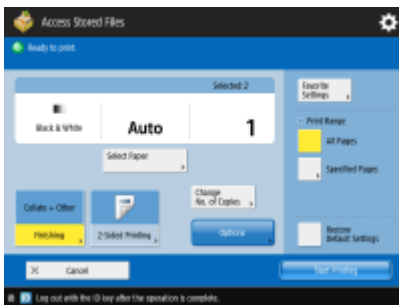 Access Stored Files
Ready to print.
Selected: 2
Black & White
Auto
1
Select Paper
Change
No. of Copies
Collate + Other
Finishing
2-Sided Printing
Options
Cancel
Favorite
Settings
Print Range
All Pages
Specified Pages
Restore
Default Settings
Start Printing
ID Log out with the ID key after the operation is complete.